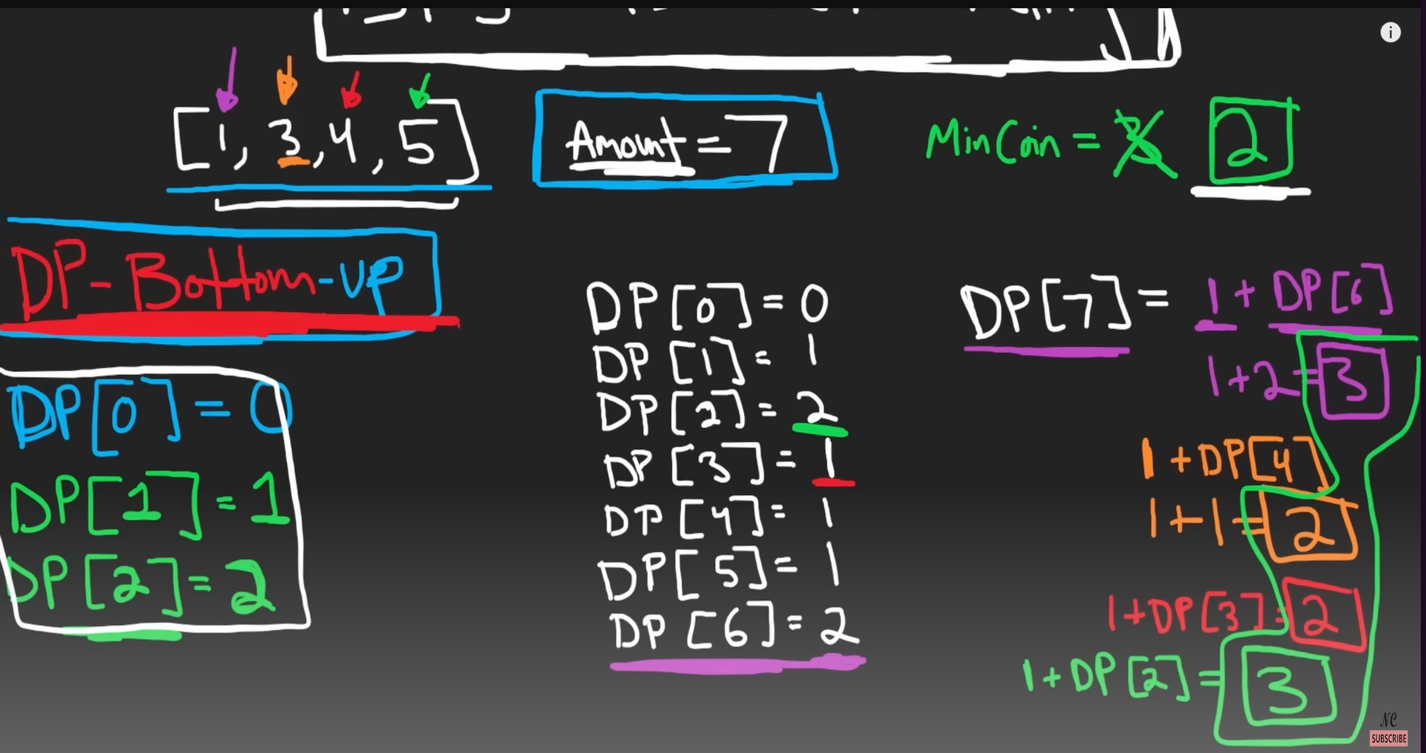 [1, 3, 4, 5]
Amount = 7
MinCoin = 3 2
DP-Bottom-UP
DP[0] = 0
DP[1] = 1
DP[2] = 2
DP[0] = 0
DP[1] = 1
DP[2] = 2
DP[3] = 1
DP[4] = 1
DP[5] = 1
DP[6] = 2
DP[7] = 1 + DP[6]
1+2=3
1+DP[4]
1+1=2
1+DP[3]=2
1+DP[2]=3
i
NC
SUBSCRIBE